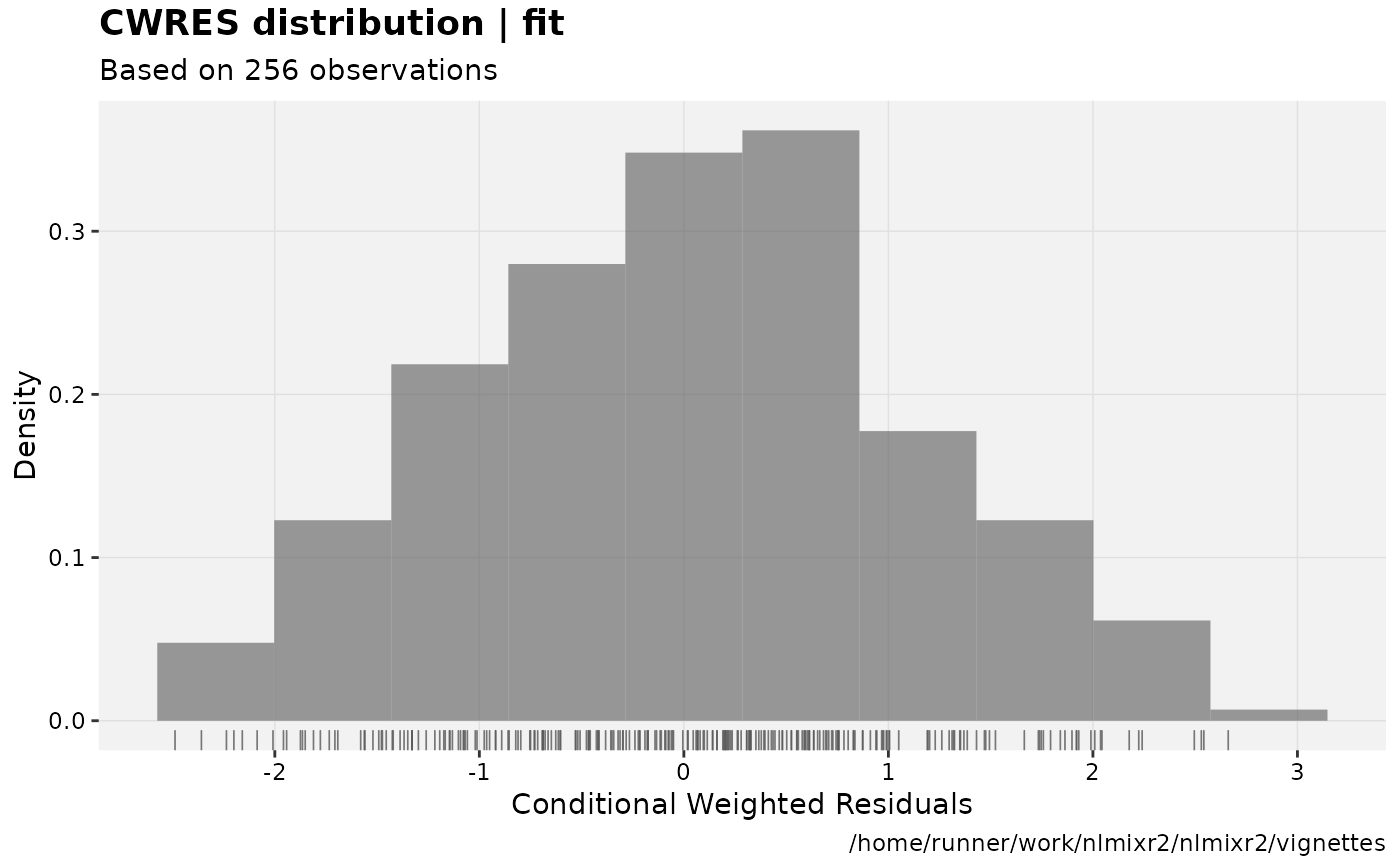 CWRES distribution | fit
Based on 256 observations
Density
0.3
0.2
0.1
0.0
-2 -1 0 1 2 3
Conditional Weighted Residuals
/home/runner/work/nlmixr2/nlmixr2/vignettes